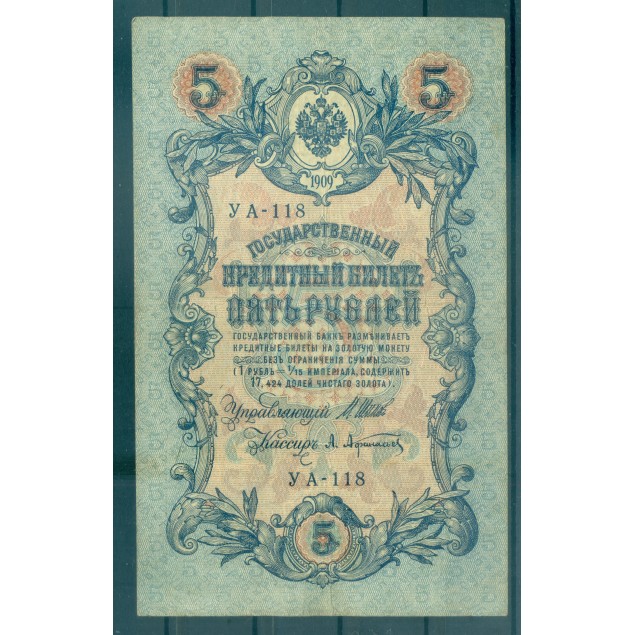 5 5
1909
УА-118
ГОСУДАРСТВЕННЫЙ
КРЕДИТНЫЙ БИЛЕТЪ
ПЯТЬ РУБЛЕЙ
ГОСУДАРСТВЕННЫЙ БАНКЪ РАЗМѢНИВАЕТЪ
КРЕДИТНЫЕ БИЛЕТЫ НА ЗОЛОТУЮ МОНЕТУ
БЕЗЪ ОГРАНИЧЕНІЯ СУММЫ
(1 РУБЛЬ = 1/15 ИМПЕРІАЛА, СОДЕРЖИТЪ
17,424 ДОЛЕЙ ЧИСТАГО ЗОЛОТА).
Управляющій
Кассиръ
УА-118
5